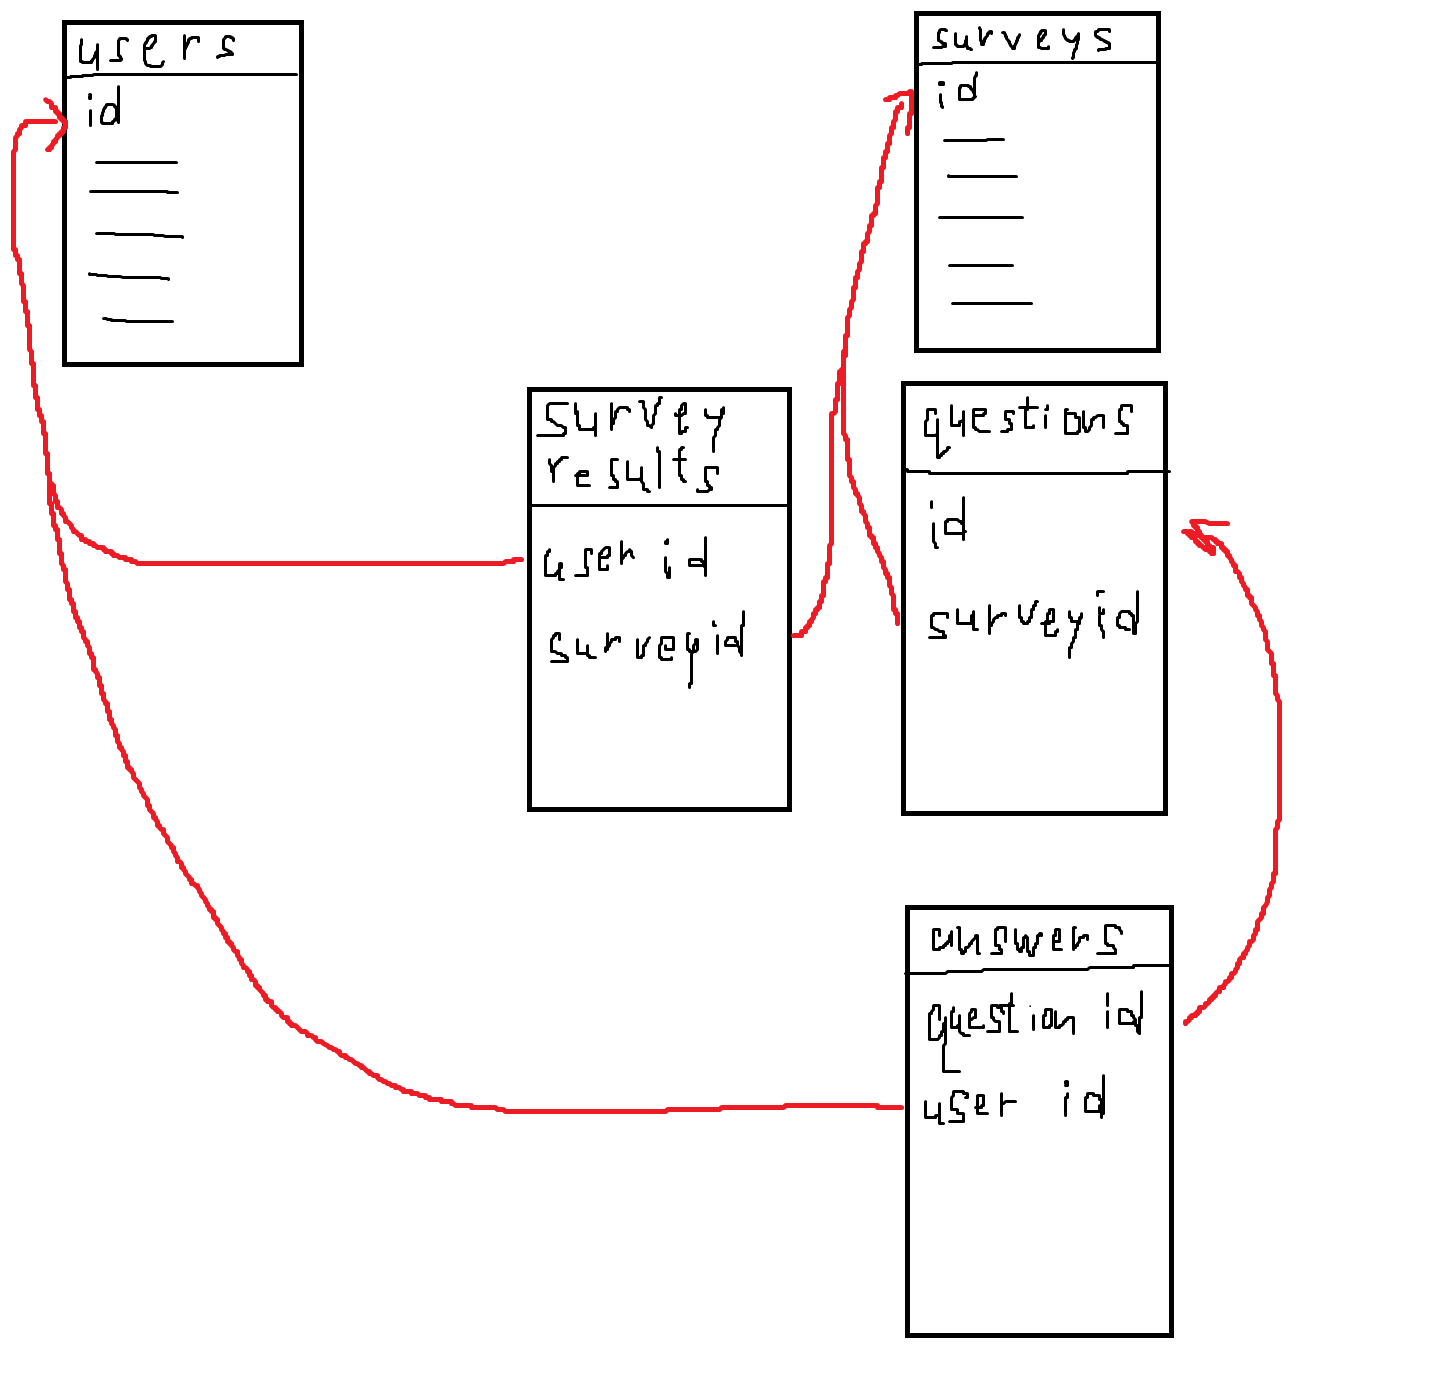 users
id
surveys
id
survey
results
user id
surveyid
questions
id
surveyid
answers
question id
user id